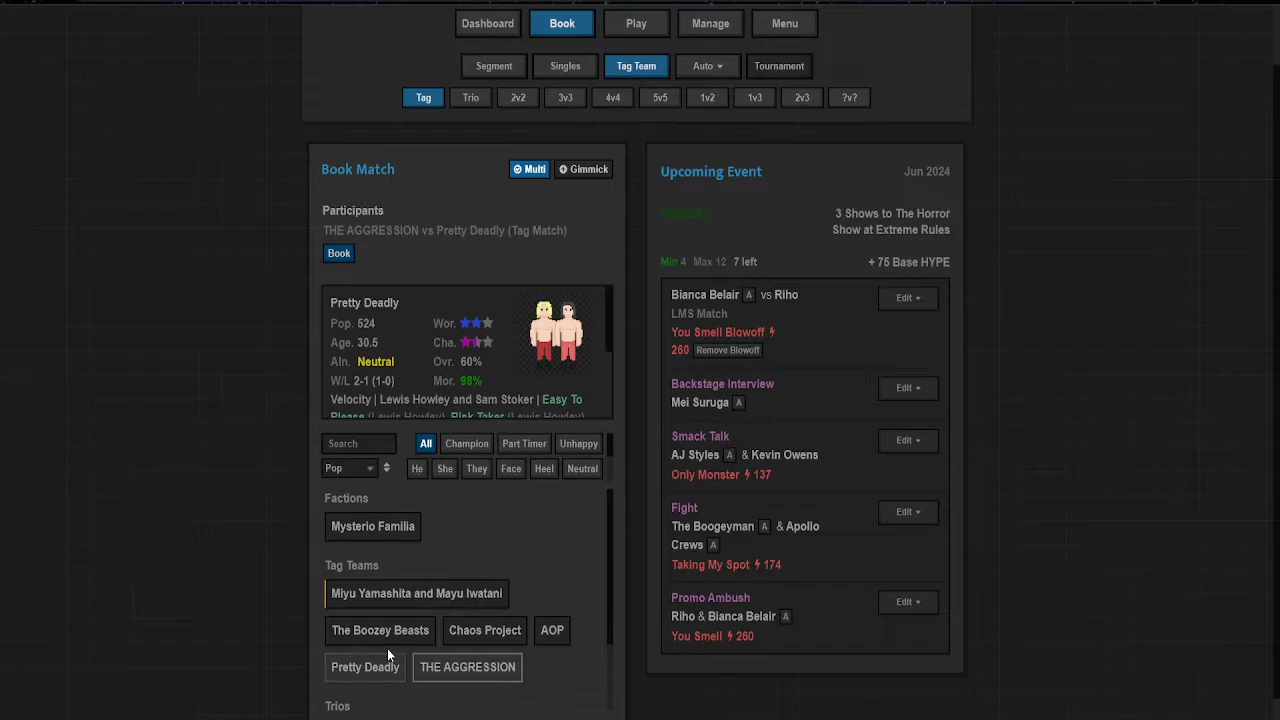 Dashboard Book Play Manage Menu
Segment Singles Tag Team Auto Tournament
Tag Trio 2v2 3v3 4v4 5v5 1v2 1v3 2v3 ?v?
Book Match Multi Gimmick
Participants
THE AGGRESSION vs Pretty Deadly (Tag Match)
Book
Pretty Deadly
Pop. 524 Wor.
Age. 30.5 Cha.
Aln. Neutral Ovr. 60%
W/L 2-1 (1-0) Mor. 98%
Velocity | Lewis Howley and Sam Stoker | Easy To
Please (Lewis Howley), Risk Taker (Lewis Howley)
Search All Champion Part Timer Unhappy
Pop He She They Face Heel Neutral
Factions
Mysterio Familia
Tag Teams
Miyu Yamashita and Mayu Iwatani
The Boozey Beasts Chaos Project AOP
Pretty Deadly THE AGGRESSION
Trios
Upcoming Event Jun 2024
3 Shows to The Horror
Show at Extreme Rules
Min 4 Max 12 7 left + 75 Base HYPE
Bianca Belair A vs Riho Edit
LMS Match
You Smell Blowoff
260 Remove Blowoff
Backstage Interview Edit
Mei Suruga A
Smack Talk Edit
AJ Styles A & Kevin Owens
Only Monster 137
Fight Edit
The Boogeyman A & Apollo
Crews A
Taking My Spot 174
Promo Ambush Edit
Riho & Bianca Belair A
You Smell 260